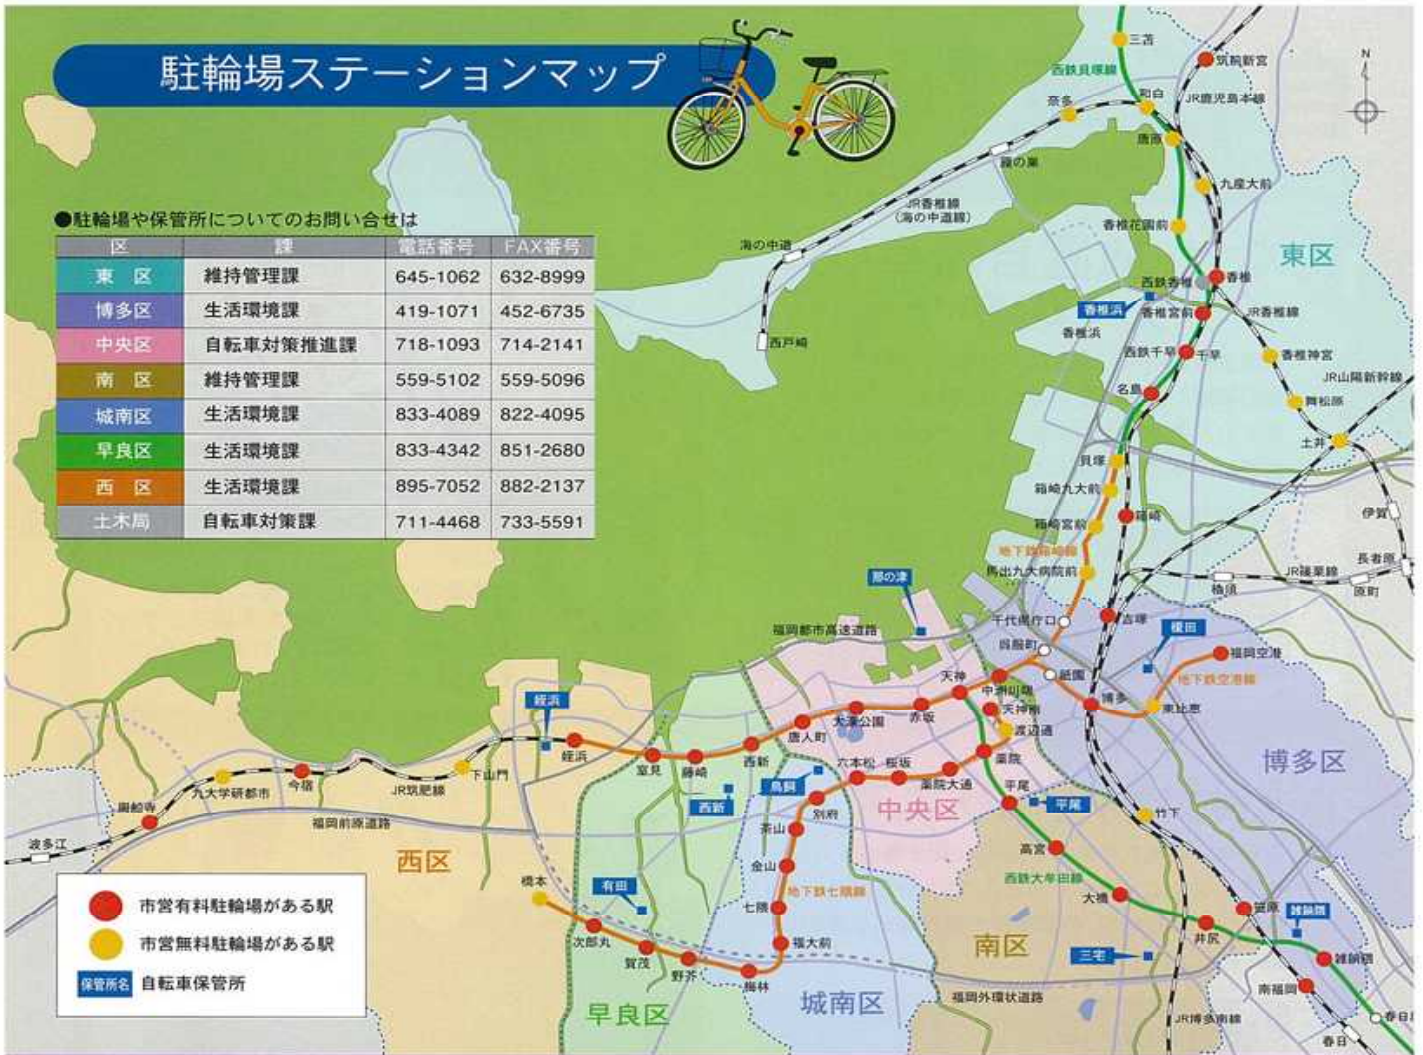 駐輪場ステーションマップ
●駐輪場や保管所についてのお問い合せは
区 課 電話番号 FAX番号
東 区 維持管理課 645-1062 632-8999
博多区 生活環境課 419-1071 452-6735
中央区 自転車対策推進課 718-1093 714-2141
南 区 維持管理課 559-5102 559-5096
城南区 生活環境課 833-4089 822-4095
早良区 生活環境課 833-4342 851-2680
西 区 生活環境課 895-7052 882-2137
土木局 自転車対策課 711-4468 733-5591
N
三苫
筑前新宮
西鉄貝塚線
和白
JR鹿児島本線
奈多
唐原
雁の巣
九産大前
JR香椎線
(海の中道線)
香椎花園前
海の中道
東区
西鉄香椎
香椎
香椎浜
香椎宮前
JR香椎線
香椎浜
西戸崎
西鉄千早
千早
香椎神宮
JR山陽新幹線
名島
舞松原
土井
貝塚
箱崎九大前
伊賀
箱崎
箱崎宮前
地下鉄箱崎線
長者原
馬出九大病院前
JR篠栗線
那の津
柚須
原町
千代県庁口
吉塚
榎田
福岡都市高速道路
呉服町
福岡空港
祇園
地下鉄空港線
天神
中洲川端
博多
東比恵
姪浜
天神南
大濠公園
赤坂
渡辺通
唐人町
姪浜
室見
藤崎
西新
六本松
桜坂
薬院
博多区
下山門
鳥飼
薬院大通
平尾
九大学研都市
今宿
JR筑肥線
西新
別府
中央区
平尾
周船寺
福岡前原道路
茶山
竹下
波多江
西区
金山
高宮
橋本
有田
地下鉄七隈線
西鉄大牟田線
七隈
大橋
笹原
雑餉隈
次郎丸
福大前
井尻
南区
賀茂
三宅
雑餉隈
野芥
梅林
南福岡
早良区
城南区
福岡外環状道路
JR博多南線
春日
市営有料駐輪場がある駅
市営無料駐輪場がある駅
保管所名 自転車保管所